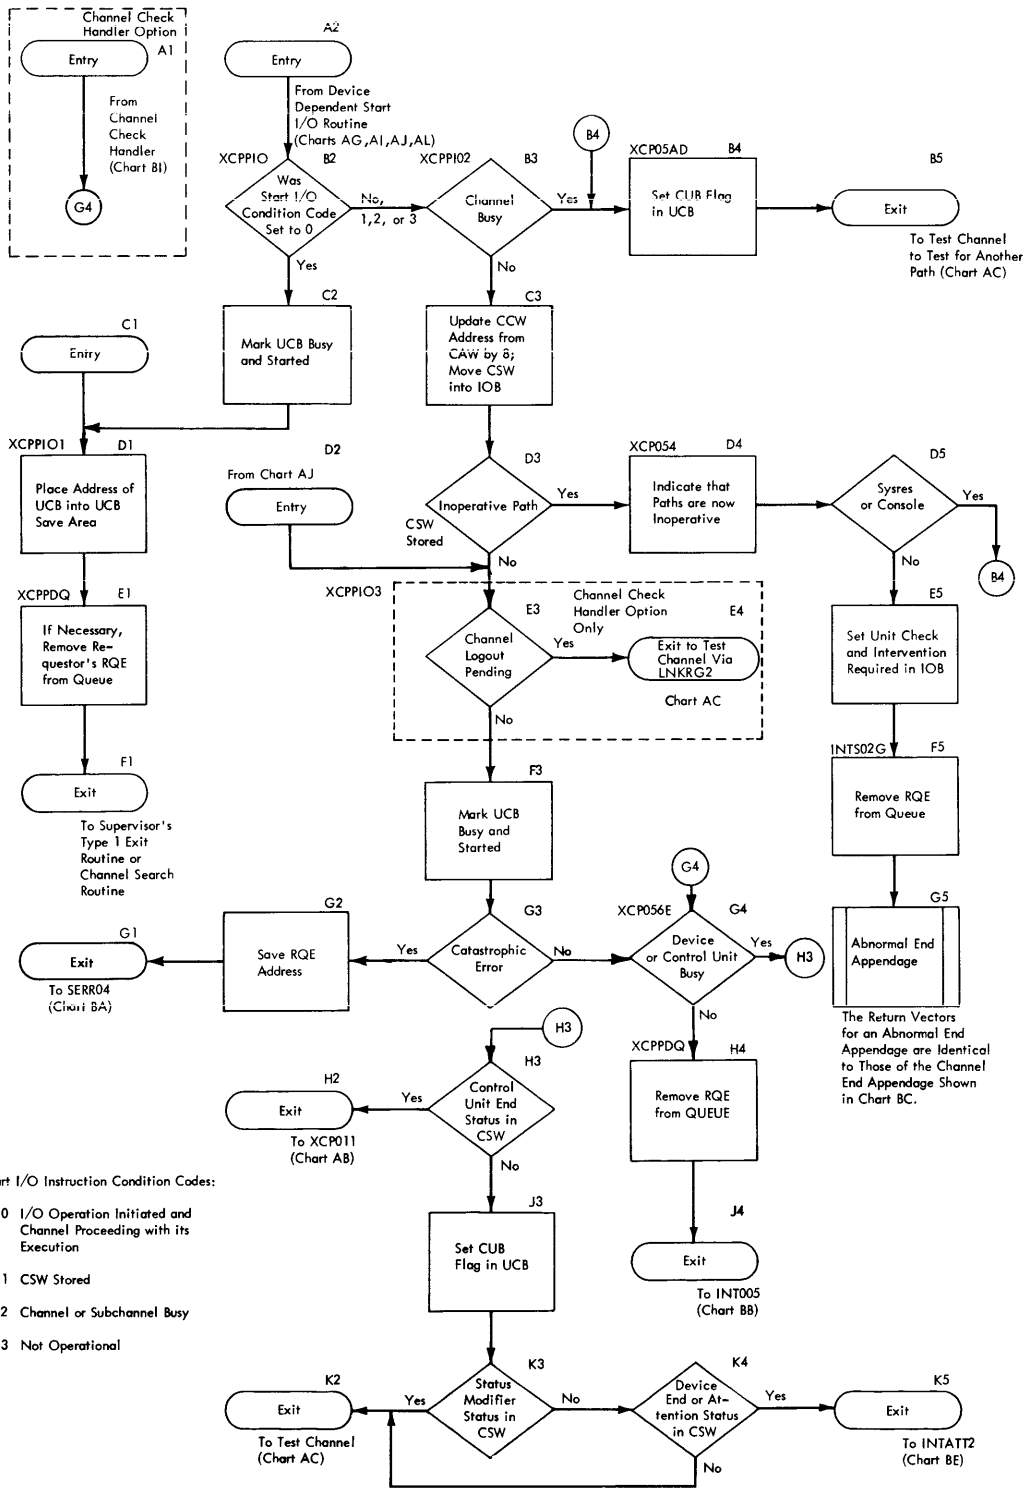 Channel Check
Handler Option
A1
Entry
From
Channel
Check
Handler
(Chart BI)
G4
A2
Entry
From Device
Dependent Start
I/O Routine
(Charts AG,AI,AJ,AL)
XCPPIO
B2
Was
Start I/O
Condition Code
Set to 0
No,
1,2, or 3
Yes
XCPPI02
B3
Channel
Busy
Yes
No
B4
XCP05AD
B4
Set CUB Flag
in UCB
B5
Exit
To Test Channel
to Test for Another
Path (Chart AC)
C1
Entry
C2
Mark UCB Busy
and Started
C3
Update CCW
Address from
CAW by 8;
Move CSW
into IOB
XCPPIO1
D1
Place Address of
UCB into UCB
Save Area
D2
From Chart AJ
Entry
D3
Inoperative Path
Yes
CSW
Stored
No
XCP054
D4
Indicate that
Paths are now
Inoperative
D5
Sysres
or Console
Yes
No
B4
XCPPDQ
E1
If Necessary,
Remove Re-
questor's RQE
from Queue
XCPPIO3
E3
Channel
Logout
Pending
Yes
No
Channel Check
Handler Option
Only
E4
Exit to Test
Channel Via
LNKRG2
Chart AC
E5
Set Unit Check
and Intervention
Required in IOB
F1
Exit
To Supervisor's
Type 1 Exit
Routine or
Channel Search
Routine
F3
Mark UCB
Busy and
Started
INTS02G
F5
Remove RQE
from Queue
G1
Exit
To SERR04
(Chart BA)
G2
Save RQE
Address
Yes
G3
Catastrophic
Error
No
G4
XCP056E
G4
Device
or Control Unit
Busy
Yes
H3
No
G5
Abnormal End
Appendage
The Return Vectors
for an Abnormal End
Appendage are Identical
to Those of the Channel
End Appendage Shown
in Chart BC.
H3
H2
Exit
To XCP011
(Chart AB)
Yes
H3
Control
Unit End
Status in
CSW
No
XCPPDQ
H4
Remove RQE
from QUEUE
J3
Set CUB
Flag in UCB
J4
Exit
To INT005
(Chart BB)
rt I/O Instruction Condition Codes:
0 I/O Operation Initiated and
Channel Proceeding with its
Execution
1 CSW Stored
2 Channel or Subchannel Busy
3 Not Operational
K2
Exit
To Test Channel
(Chart AC)
Yes
K3
Status
Modifier
Status in
CSW
No
K4
Device
End or At-
tention Status
in CSW
Yes
No
K5
Exit
To INTATT2
(Chart BE)